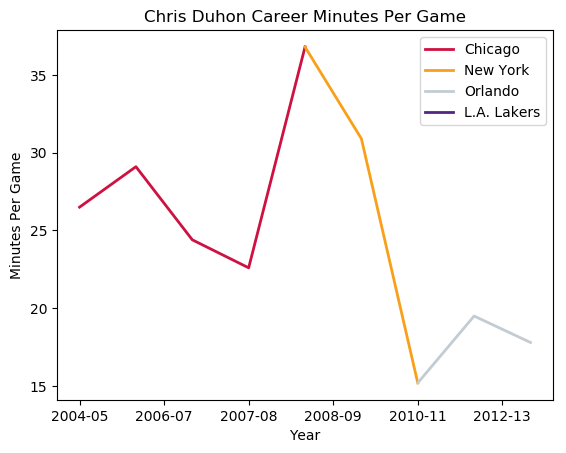 Chris Duhon Career Minutes Per Game
Chicago
New York
Orlando
L.A. Lakers
35
30
25
20
15
Minutes Per Game
2004-05 2006-07 2007-08 2008-09 2010-11 2012-13
Year